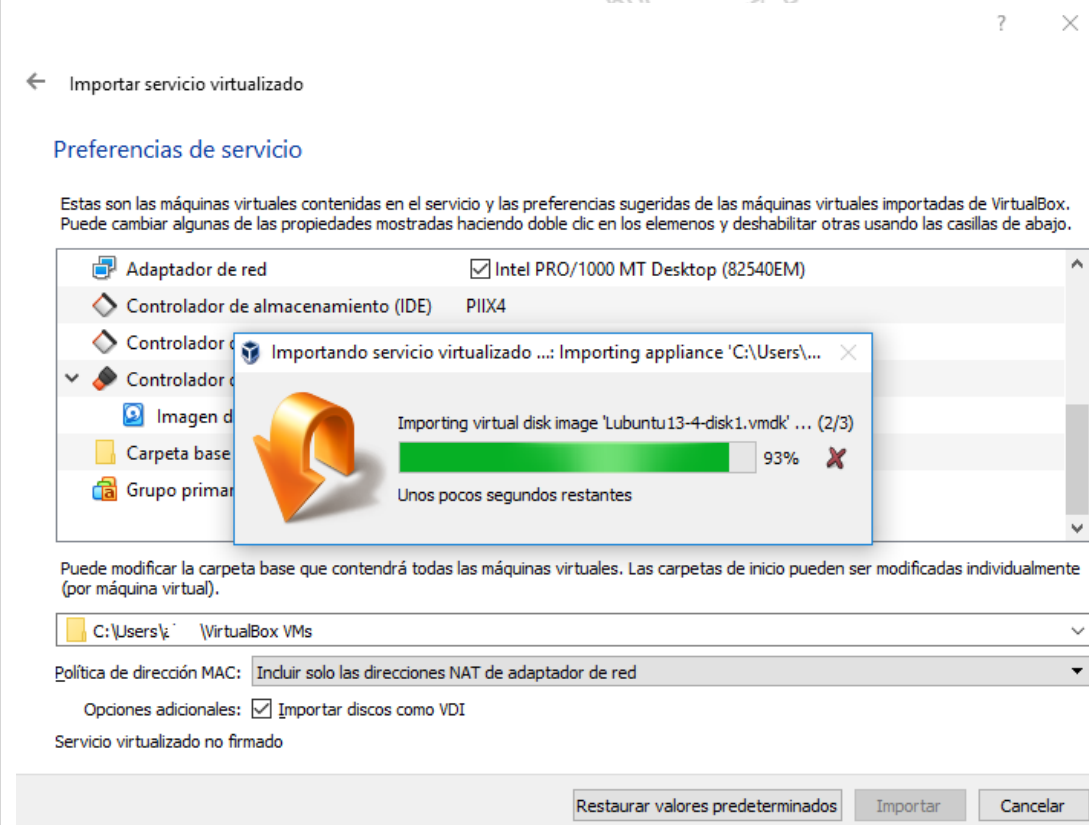 ?
Importar servicio virtualizado
Preferencias de servicio
Estas son las máquinas virtuales contenidas en el servicio y las preferencias sugeridas de las máquinas virtuales importadas de VirtualBox.
Puede cambiar algunas de las propiedades mostradas haciendo doble clic en los elemenos y deshabilitar otras usando las casillas de abajo.
Adaptador de red Intel PRO/1000 MT Desktop (82540EM)
Controlador de almacenamiento (IDE) PIIX4
Controlador
Importando servicio virtualizado ...: Importing appliance 'C:\Users\...
Controlador
Imagen
Importing virtual disk image 'Lubuntu13-4-disk1.vmdk' ... (2/3)
Carpeta base
93%
Grupo
Unos pocos segundos restantes
Puede modificar la carpeta base que contendrá todas las máquinas virtuales. Las carpetas de inicio pueden ser modificadas individualmente
(por máquina virtual).
C:\Users\ \VirtualBox VMs
Política de dirección MAC: Incluir solo las direcciones NAT de adaptador de red
Opciones adicionales: Importar discos como VDI
Servicio virtualizado no firmado
Restaurar valores predeterminados Importar Cancelar